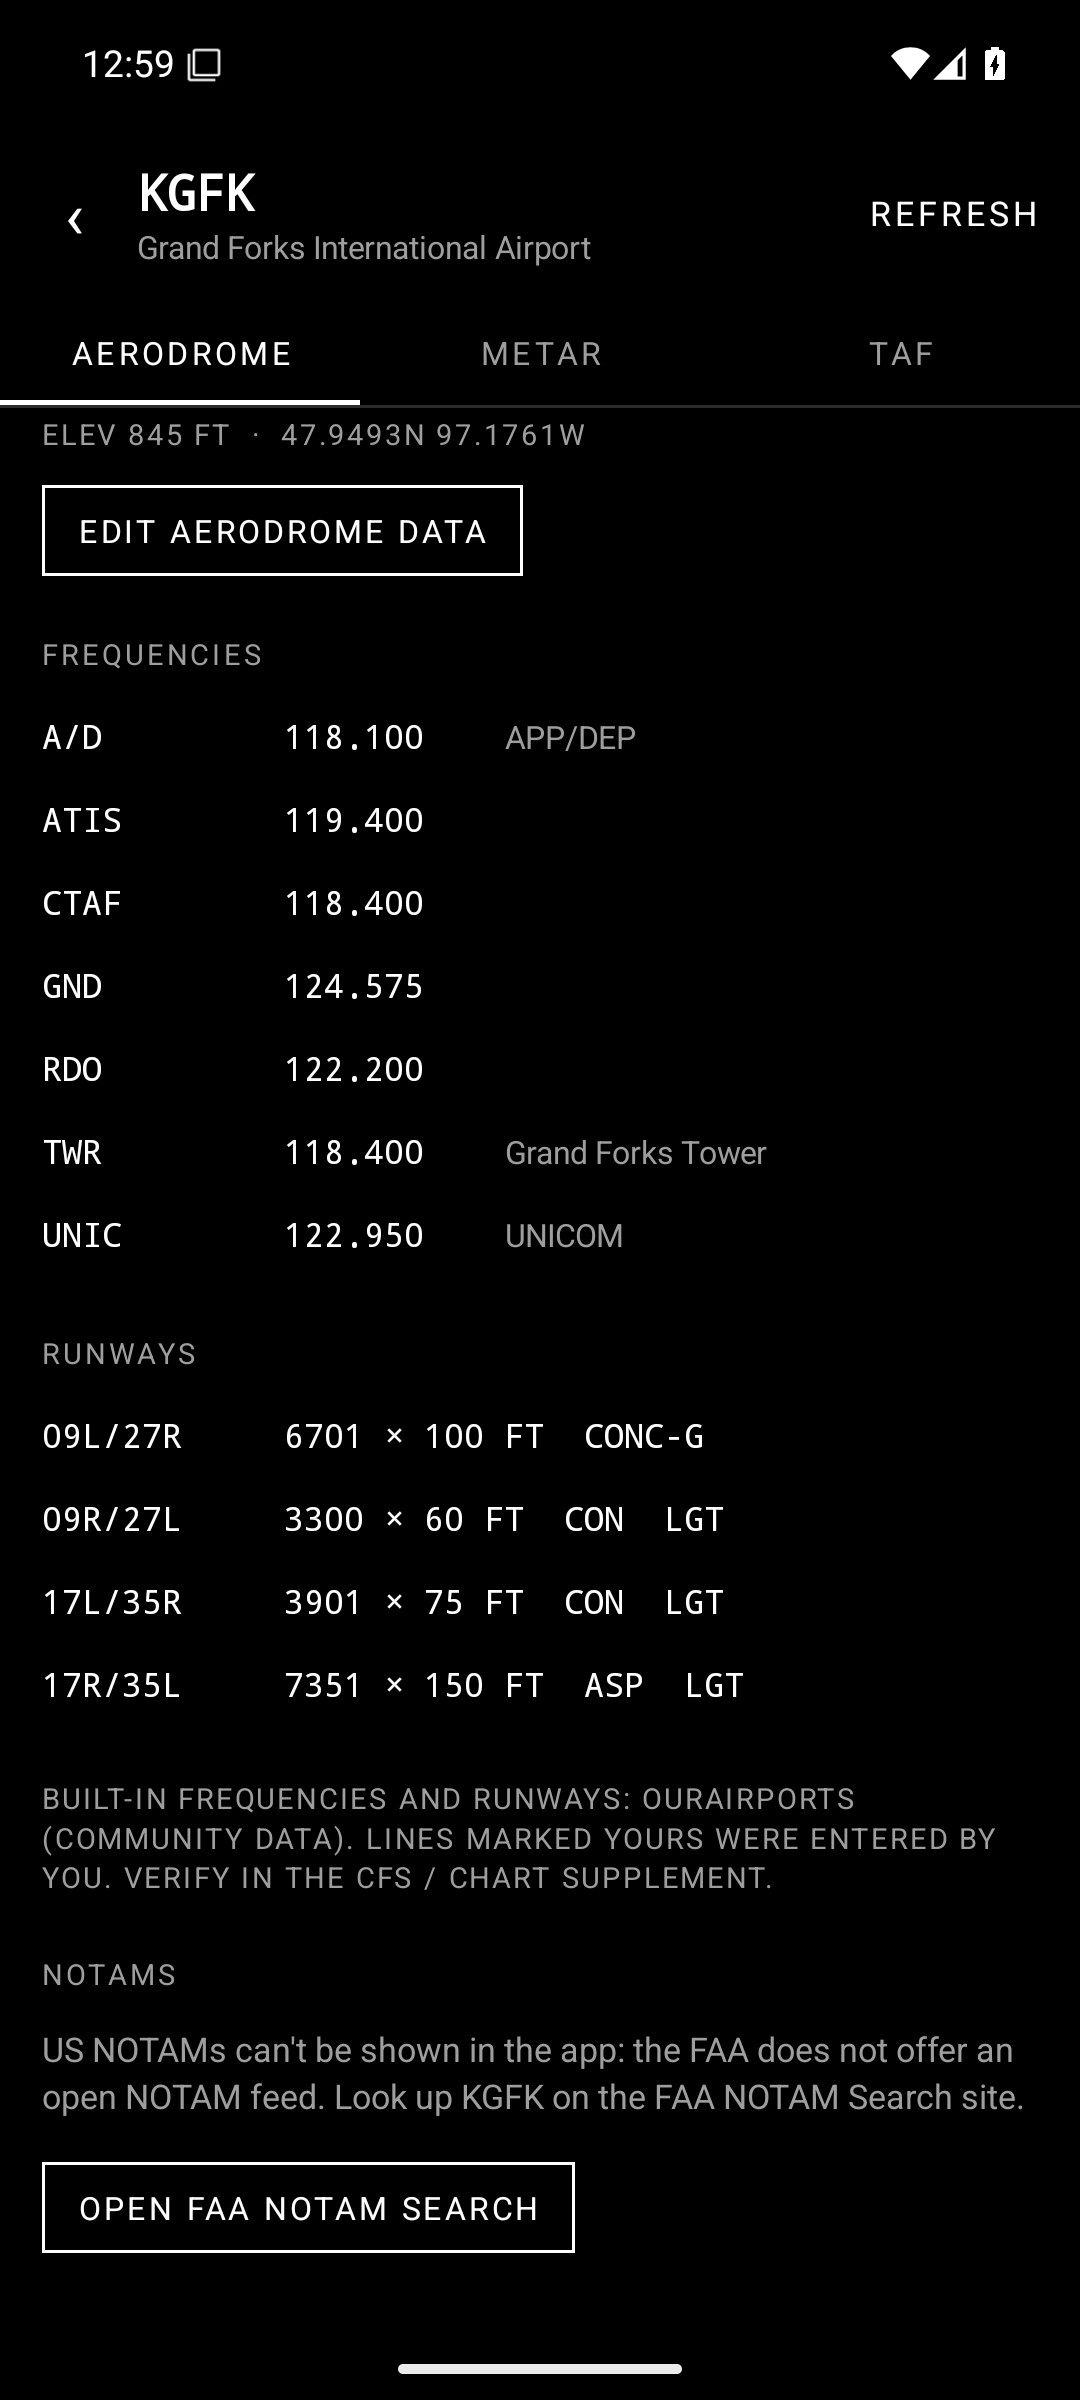 12:59
KGFK
Grand Forks International Airport
REFRESH
AERODROME METAR TAF
ELEV 845 FT · 47.9493N 97.1761W
EDIT AERODROME DATA
FREQUENCIES
A/D 118.100 APP/DEP
ATIS 119.400
CTAF 118.400
GND 124.575
RDO 122.200
TWR 118.400 Grand Forks Tower
UNIC 122.950 UNICOM
RUNWAYS
09L/27R 6701 × 100 FT CONC-G
09R/27L 3300 × 60 FT CON LGT
17L/35R 3901 × 75 FT CON LGT
17R/35L 7351 × 150 FT ASP LGT
BUILT-IN FREQUENCIES AND RUNWAYS: OURAIRPORTS
(COMMUNITY DATA). LINES MARKED YOURS WERE ENTERED BY
YOU. VERIFY IN THE CFS / CHART SUPPLEMENT.
NOTAMS
US NOTAMs can't be shown in the app: the FAA does not offer an
open NOTAM feed. Look up KGFK on the FAA NOTAM Search site.
OPEN FAA NOTAM SEARCH